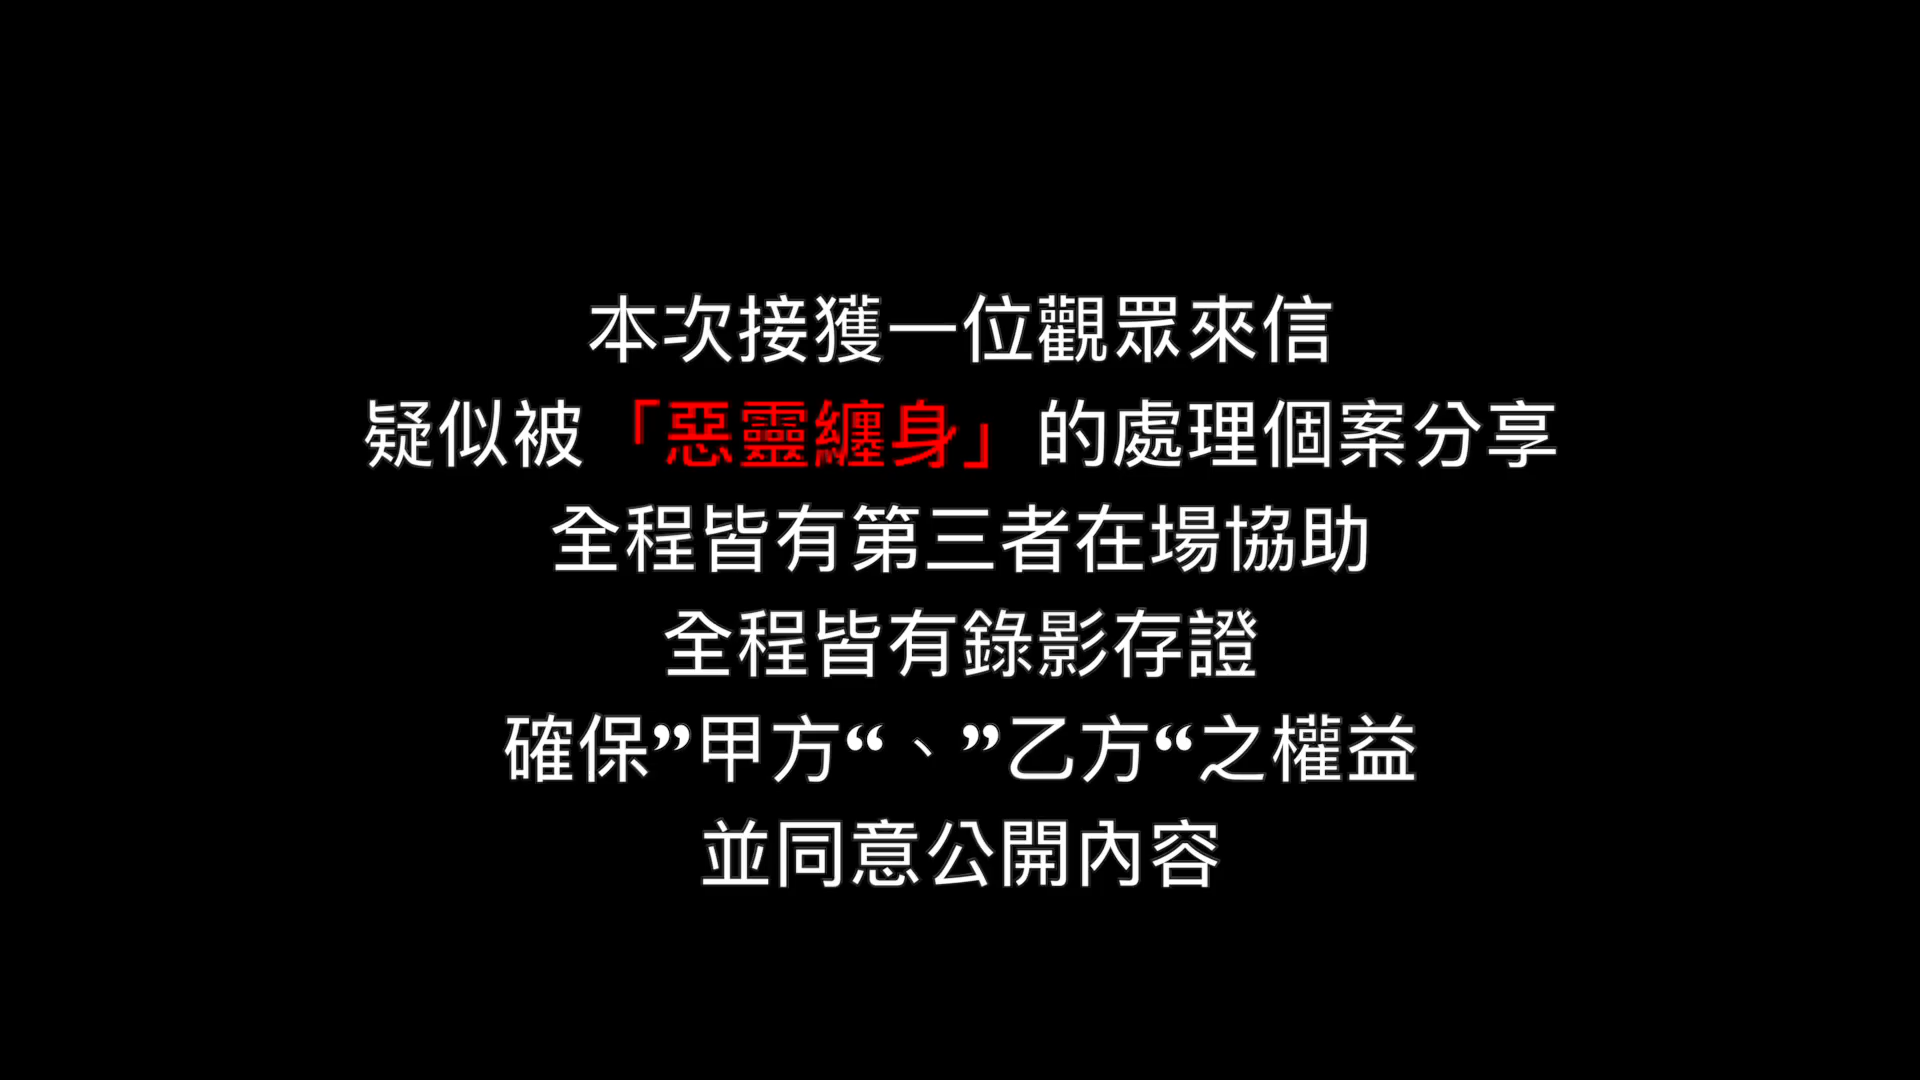 本次接獲一位觀眾來信
疑似被「惡靈纏身」的處理個案分享
全程皆有第三者在場協助
全程皆有錄影存證
確保”甲方“、”乙方“之權益
並同意公開內容